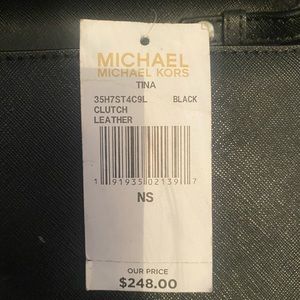 MICHAEL
MICHAEL KORS
TINA
35H7ST4C9L BLACK
CLUTCH
LEATHER
1 91935 02139 7
NS
OUR PRICE
$248.00